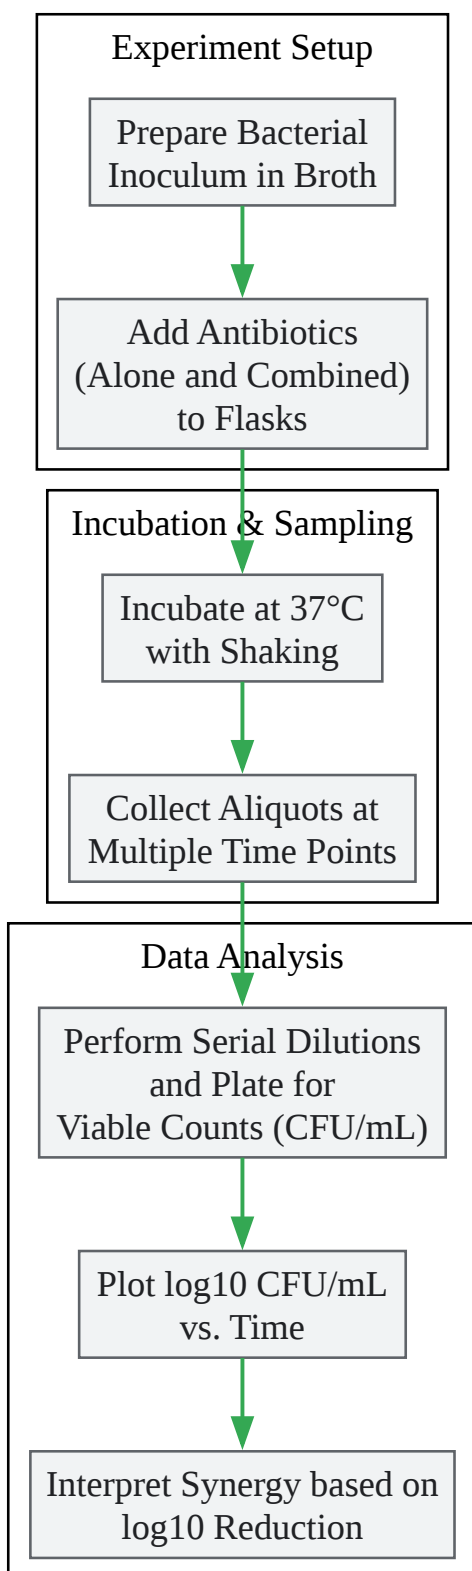 Experiment Setup
Prepare Bacterial
Inoculum in Broth
Add Antibiotics
(Alone and Combined)
to Flasks
Incubation & Sampling
Incubate at 37°C
with Shaking
Collect Aliquots at
Multiple Time Points
Data Analysis
Perform Serial Dilutions
and Plate for
Viable Counts (CFU/mL)
Plot log10 CFU/mL
vs. Time
Interpret Synergy based on
log10 Reduction